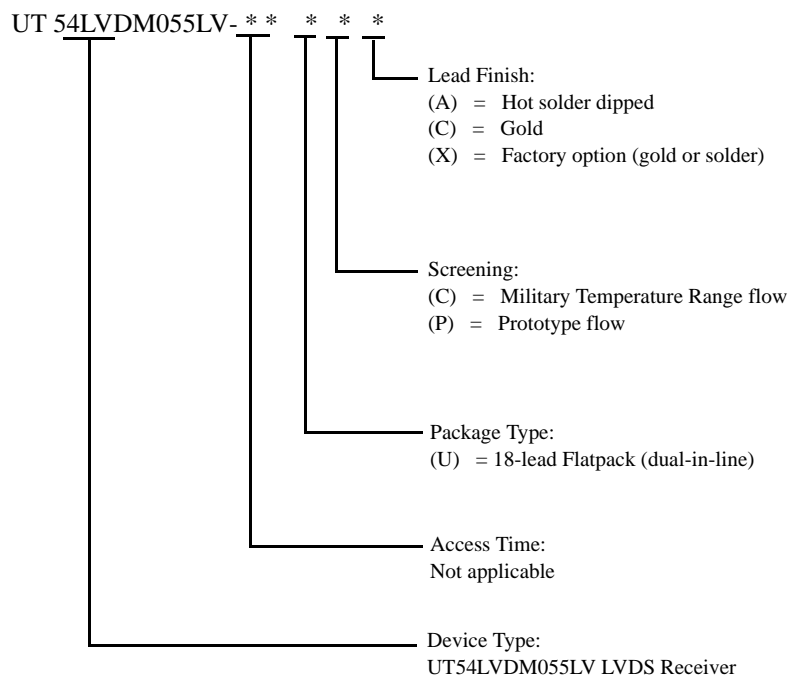 UT 54LVDM055LV- * * * * *
Lead Finish:
(A) = Hot solder dipped
(C) = Gold
(X) = Factory option (gold or solder)
Screening:
(C) = Military Temperature Range flow
(P) = Prototype flow
Package Type:
(U) = 18-lead Flatpack (dual-in-line)
Access Time:
Not applicable
Device Type:
UT54LVDM055LV LVDS Receiver